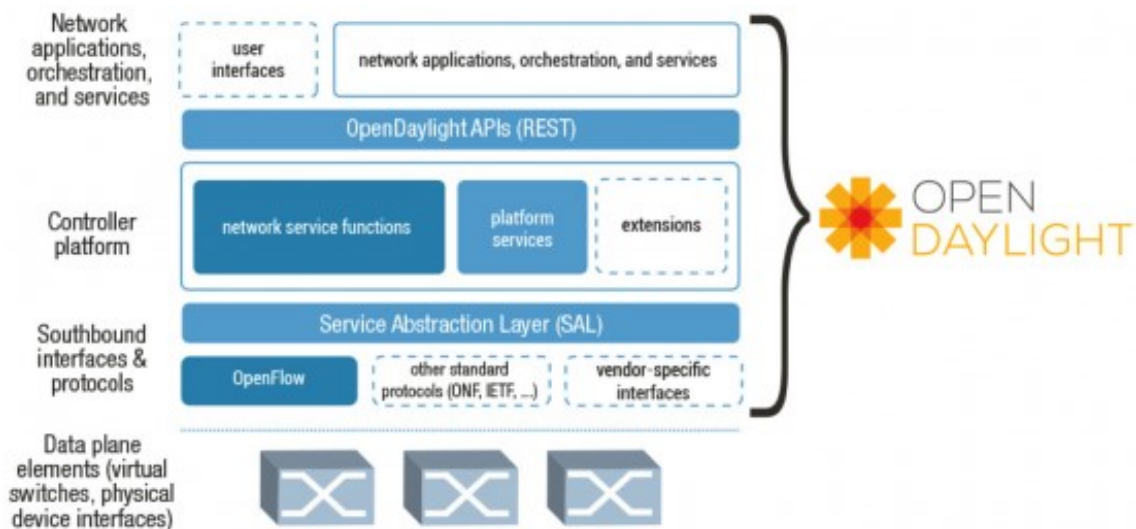 Network
applications,
orchestration,
and services
user
interfaces
network applications, orchestration, and services
OpenDaylight APIs (REST)
Controller
platform
network service functions
platform
services
extensions
Southbound
interfaces &
protocols
Service Abstraction Layer (SAL)
OpenFlow
other standard
protocols (ONF, IETF, ...)
vendor-specific
interfaces
Data plane
elements (virtual
switches, physical
device interfaces)
OPEN
DAYLIGHT